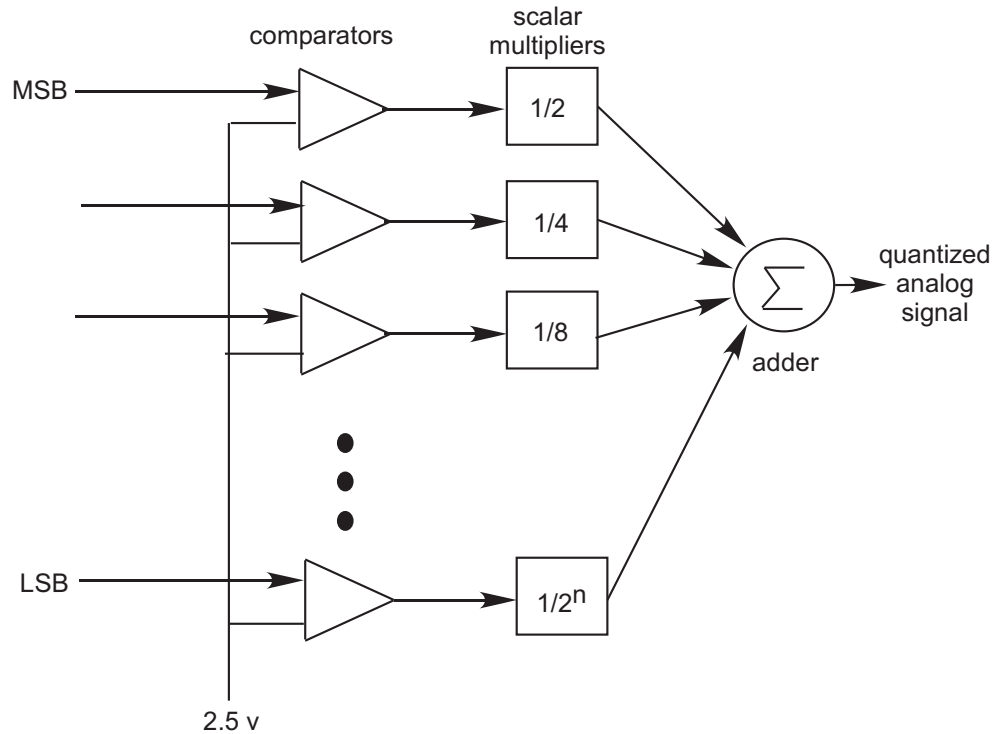 scalar
multipliers
comparators
MSB
1/2
1/4
1/8
Σ
quantized
analog
signal
adder
LSB
1/2ⁿ
2.5 v